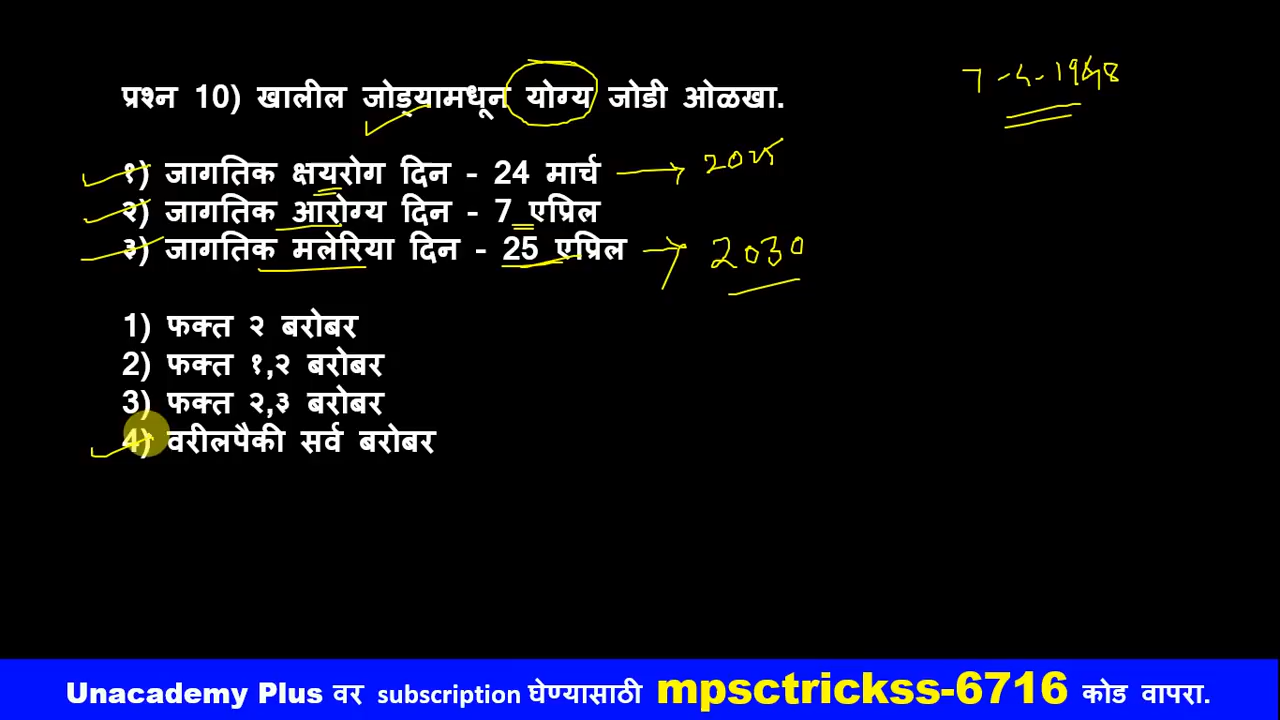 प्रश्न 10) खालील जोड्यामधून योग्य जोडी ओळखा.
7-4-1948
१) जागतिक क्षयरोग दिन - 24 मार्च → 2025
२) जागतिक आरोग्य दिन - 7 एप्रिल
३) जागतिक मलेरिया दिन - 25 एप्रिल → 2030
1) फक्त २ बरोबर
2) फक्त १,२ बरोबर
3) फक्त २,३ बरोबर
4) वरीलपैकी सर्व बरोबर
Unacademy Plus वर subscription घेण्यासाठी mpsctrickss-6716 कोड वापरा.